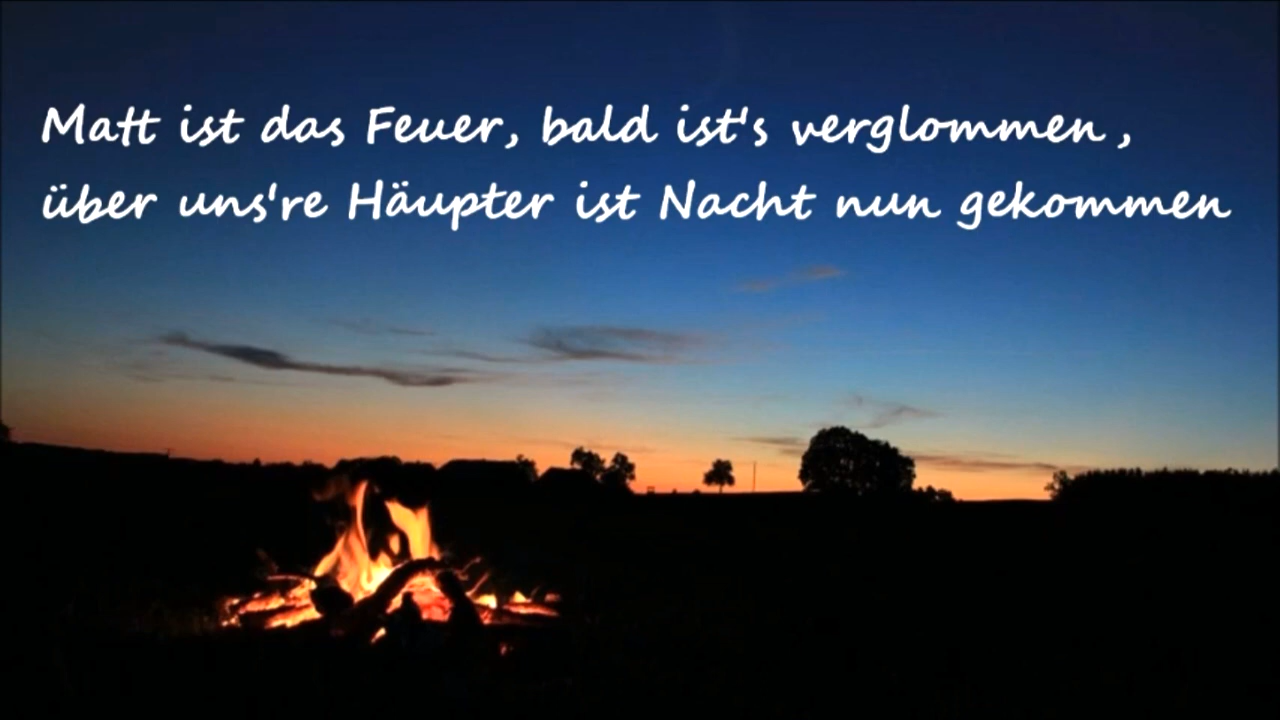 Matt ist das Feuer, bald ist's verglommen ,
über uns're Häupter ist Nacht nun gekommen